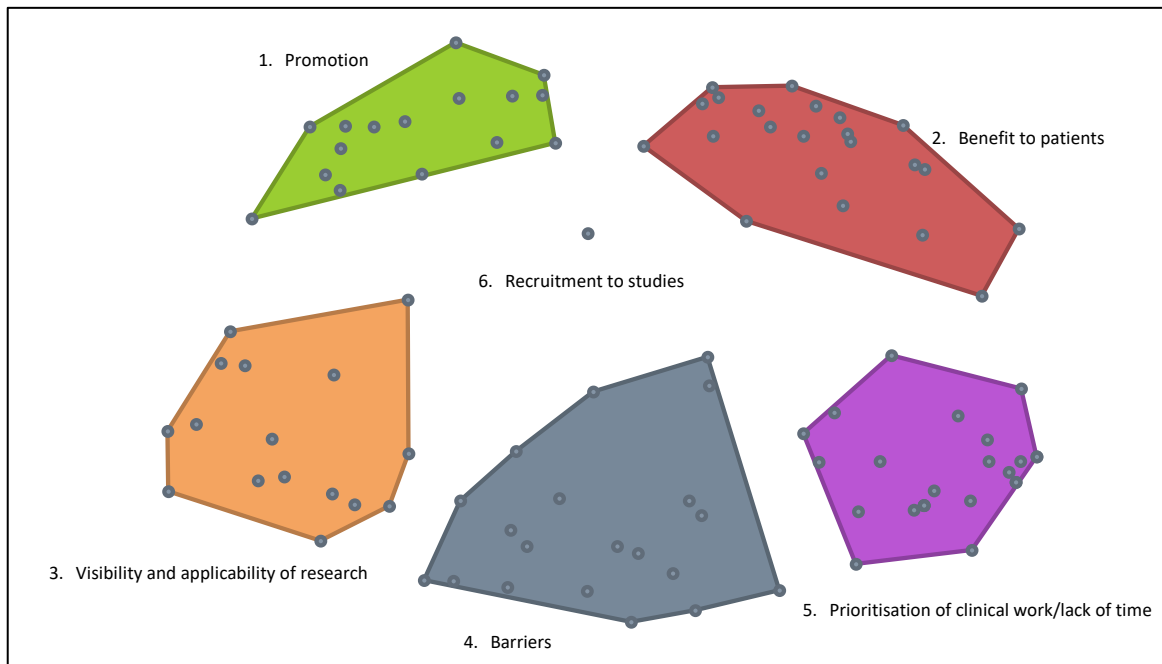 1. Promotion
2. Benefit to patients
6. Recruitment to studies
3. Visibility and applicability of research
4. Barriers
5. Prioritisation of clinical work/lack of time